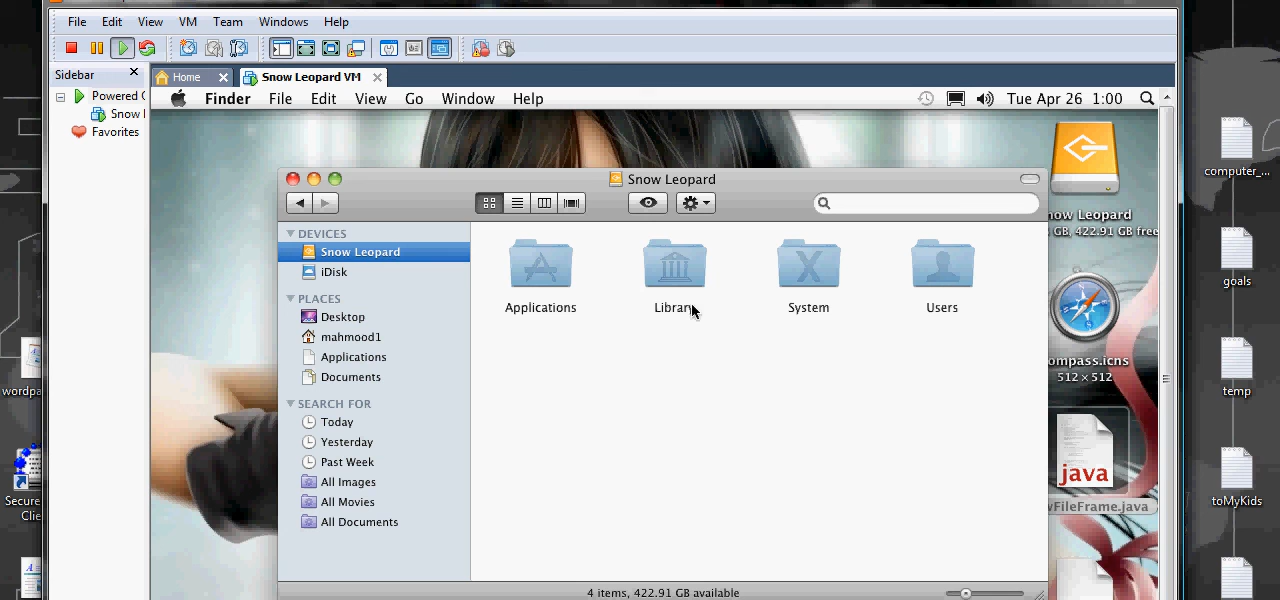 File Edit View VM Team Windows Help
Sidebar
Home
Snow Leopard VM
Powered
Snow
Favorites
Finder File Edit View Go Window Help
Tue Apr 26 1:00
Snow Leopard
DEVICES
Snow Leopard
iDisk
PLACES
Desktop
mahmood1
Applications
Documents
SEARCH FOR
Today
Yesterday
Past Week
All Images
All Movies
All Documents
Applications
Library
System
X
Users
4 items, 422.91 GB available
now Leopard
GB, 422.91 GB free
ompass.icns
512 × 512
java
vFileFrame.java
computer_...
goals
temp
toMyKids
wordpa
Secure
Clie